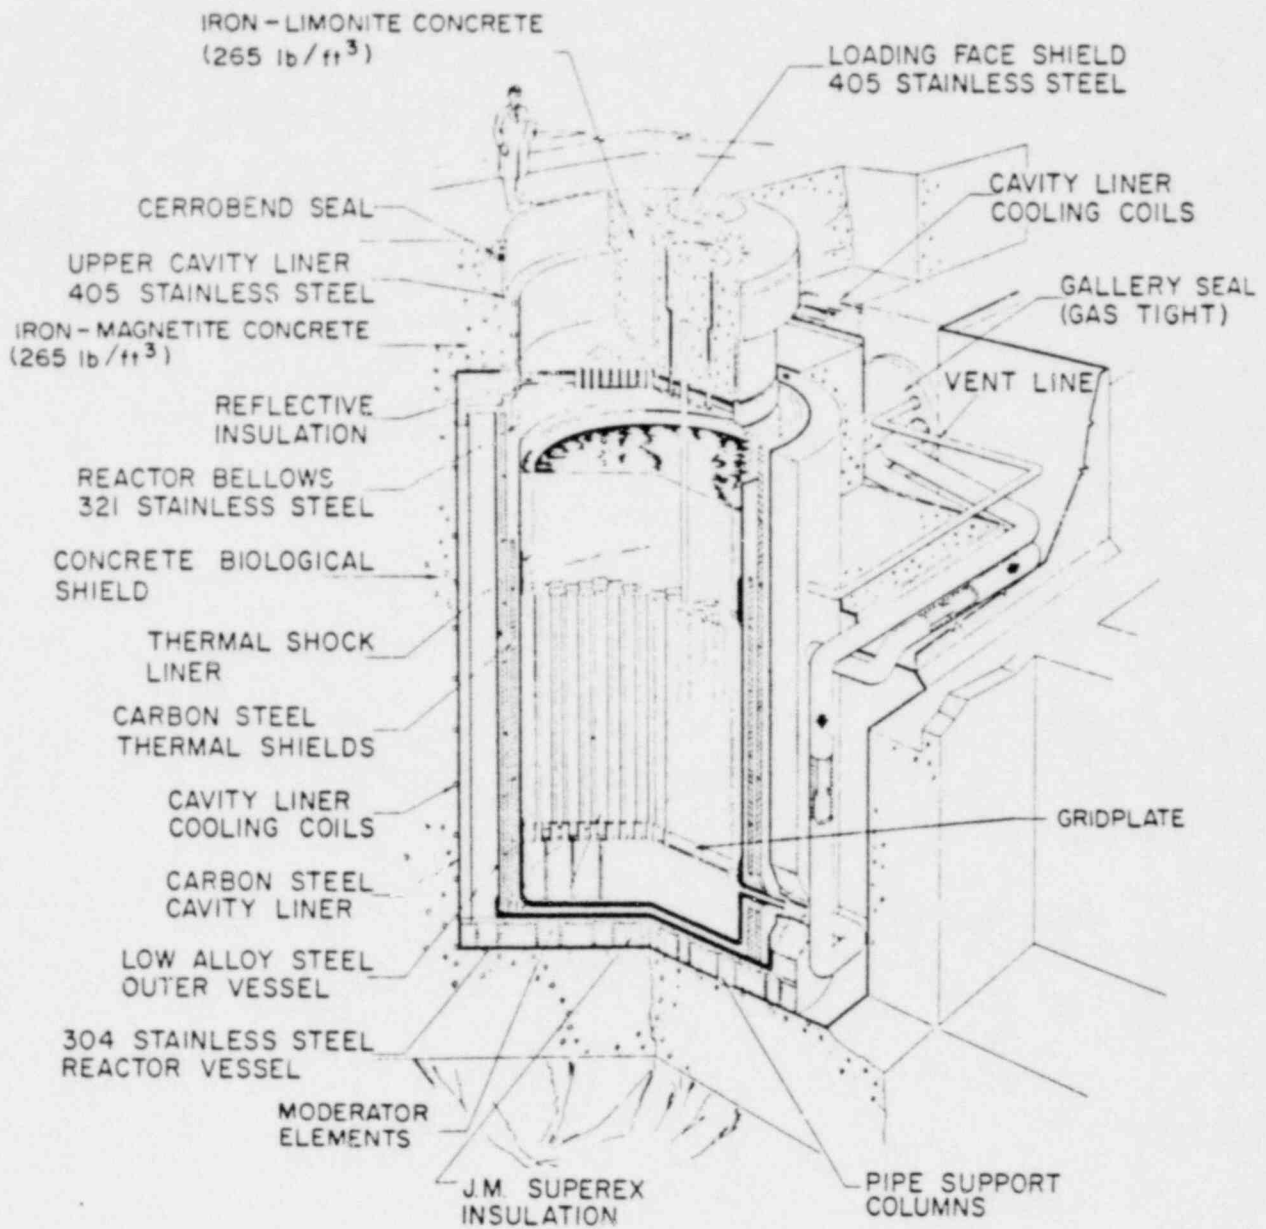 IRON-LIMONITE CONCRETE
(265 lb/ft³)
LOADING FACE SHIELD
405 STAINLESS STEEL
CAVITY LINER
COOLING COILS
CERROBEND SEAL
UPPER CAVITY LINER
405 STAINLESS STEEL
GALLERY SEAL
(GAS TIGHT)
IRON-MAGNETITE CONCRETE
(265 lb/ft³)
VENT LINE
REFLECTIVE
INSULATION
REACTOR BELLOWS
321 STAINLESS STEEL
CONCRETE BIOLOGICAL
SHIELD
THERMAL SHOCK
LINER
CARBON STEEL
THERMAL SHIELDS
CAVITY LINER
COOLING COILS
GRIDPLATE
CARBON STEEL
CAVITY LINER
LOW ALLOY STEEL
OUTER VESSEL
304 STAINLESS STEEL
REACTOR VESSEL
MODERATOR
ELEMENTS
J.M. SUPEREX
INSULATION
PIPE SUPPORT
COLUMNS